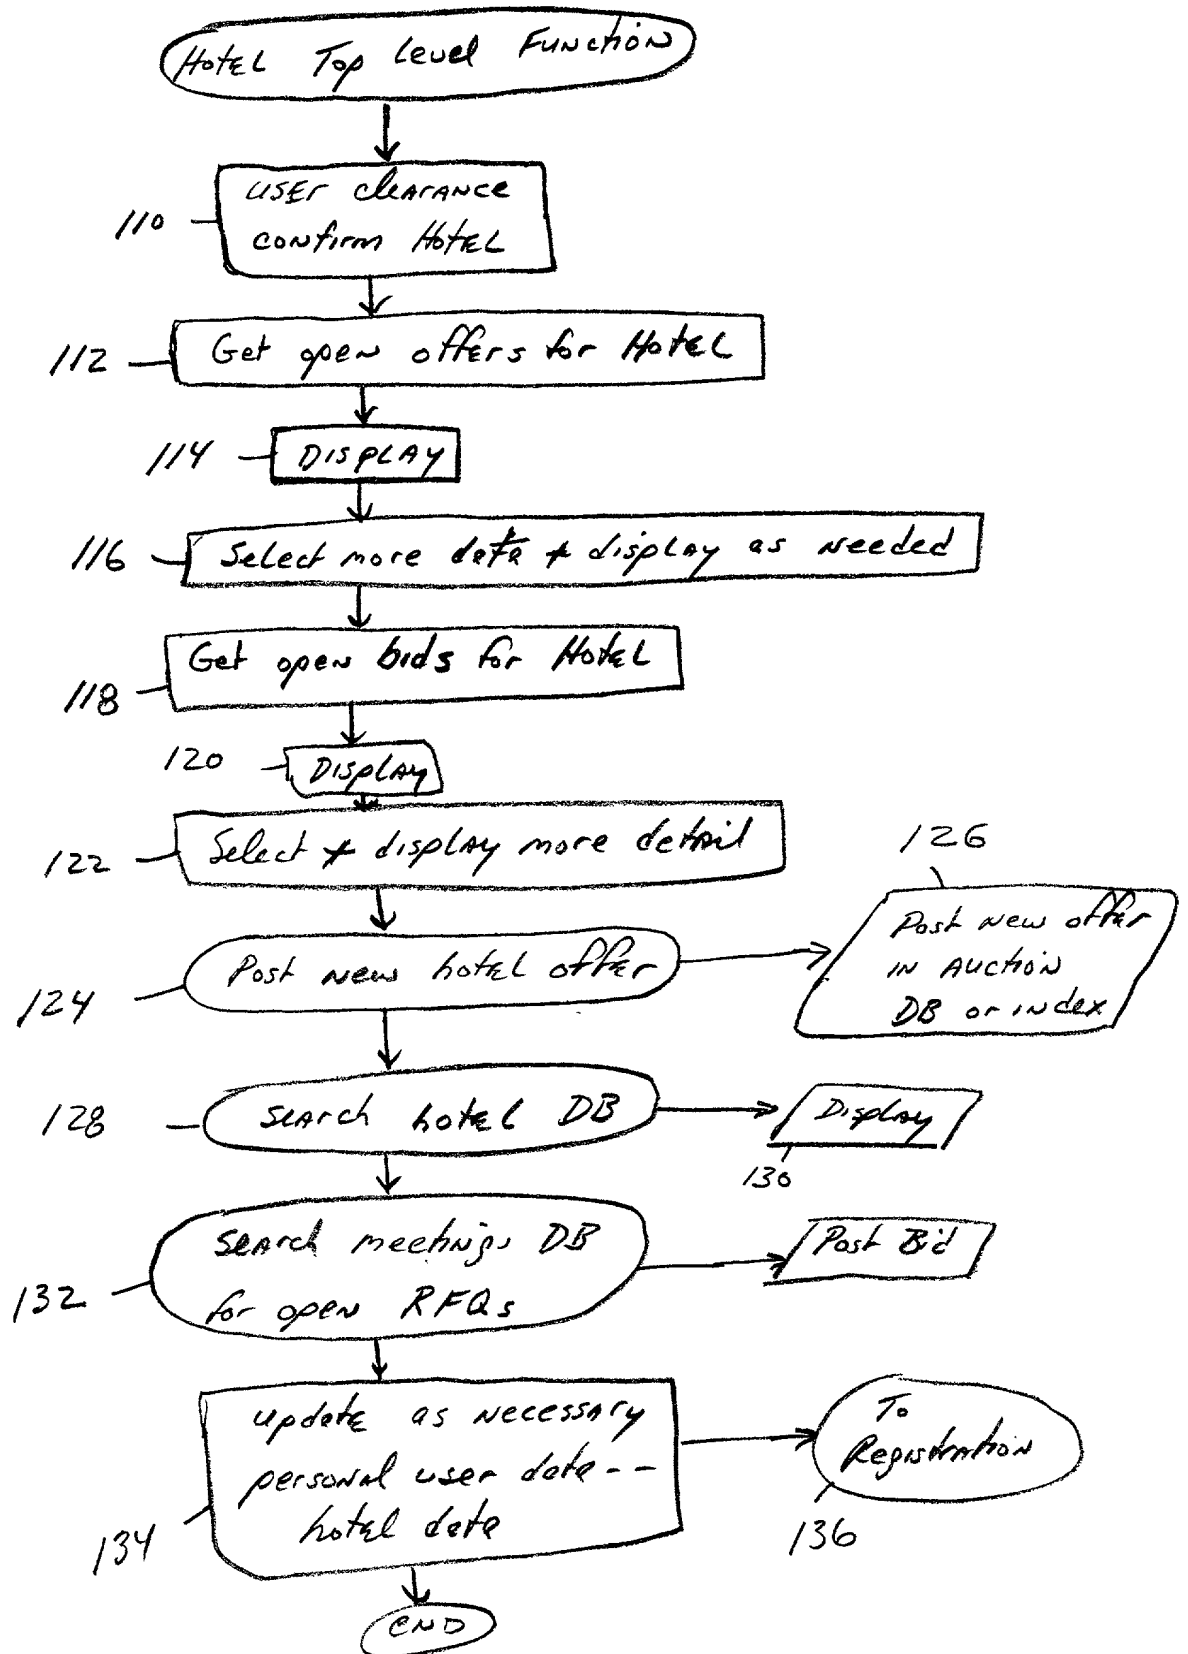 Hotel Top Level Function
110
User clearance
confirm Hotel
112
Get open offers for Hotel
114
Display
116
Select more data + display as needed
118
Get open bids for Hotel
120
Display
122
Select + display more detail
126
124
Post new hotel offer
Post new offer
in Auction
DB or index
128
Search hotel DB
Display
130
132
Search meetings DB
for open RFQs
Post Bid
134
update as necessary
personal user data --
hotel data
To
Registration
136
END